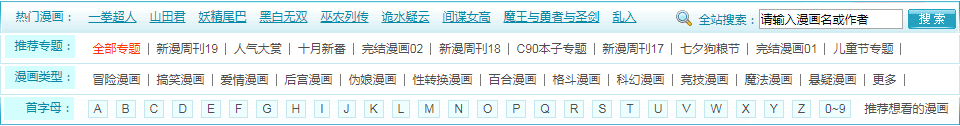 热门漫画： 一拳超人 山田君 妖精尾巴 黑白无双 巫农列传 诡水疑云 间谍女高 魔王与勇者与圣剑 乱入 全站搜索：请输入漫画名或作者 搜 索
推荐专题： 全部专题 | 新漫周刊19 | 人气大赏 | 十月新番 | 完结漫画02 | 新漫周刊18 | C90本子专题 | 新漫周刊17 | 七夕狗粮节 | 完结漫画01 | 儿童节专题 |
漫画类型： 冒险漫画 | 搞笑漫画 | 爱情漫画 | 后宫漫画 | 伪娘漫画 | 性转换漫画 | 百合漫画 | 格斗漫画 | 科幻漫画 | 竞技漫画 | 魔法漫画 | 悬疑漫画 | 更多 |
首字母： A B C D E F G H I J K L M N O P Q R S T U V W X Y Z 0~9 推荐想看的漫画